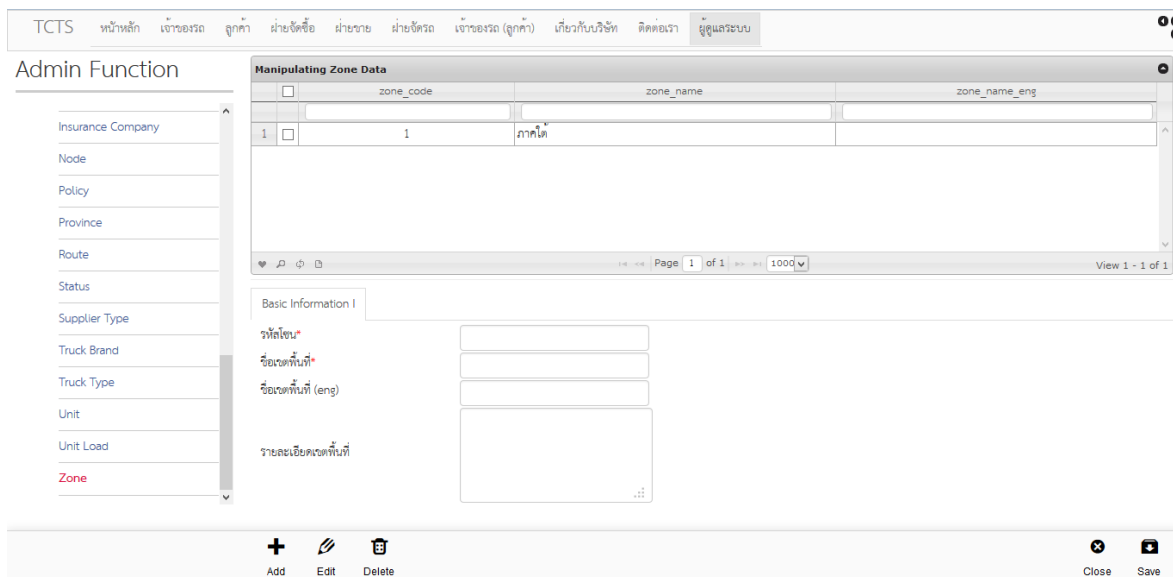 TCTS หน้าหลัก เจ้าของรถ ลูกค้า ฝ่ายจัดซื้อ ฝ่ายขาย ฝ่ายจัดรถ เจ้าของรถ (ลูกค้า) เกี่ยวกับบริษัท ติดต่อเรา ผู้ดูแลระบบ
Admin Function
Insurance Company
Node
Policy
Province
Route
Status
Supplier Type
Truck Brand
Truck Type
Unit
Unit Load
Zone
Manipulating Zone Data
zone_code zone_name zone_name_eng
1 1 ภาคใต้
Page 1 of 1 1000 View 1 - 1 of 1
Basic Information I
รหัสโซน*
ชื่อเขตพื้นที่*
ชื่อเขตพื้นที่ (eng)
รายละเอียดเขตพื้นที่
Add Edit Delete Close Save